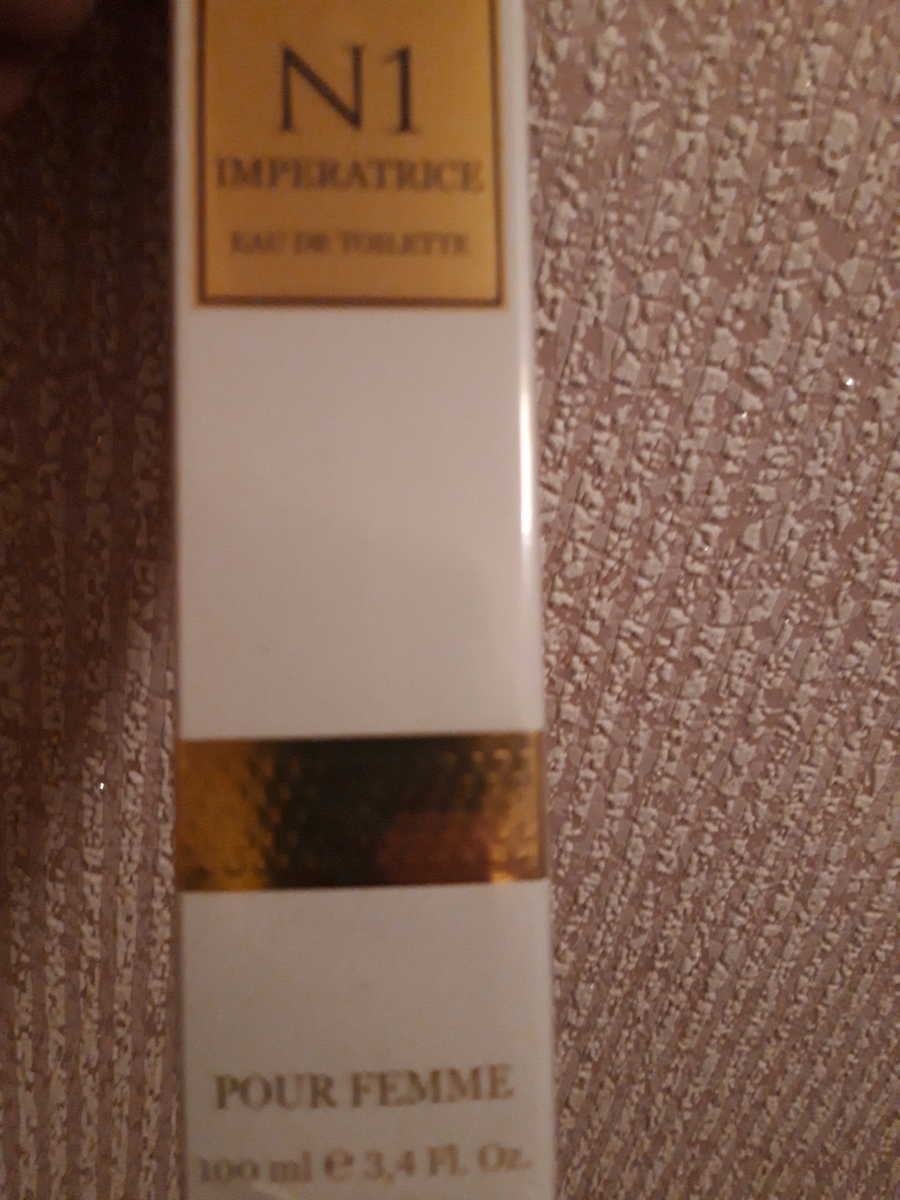 N1
IMPERATRICE
EAU DE TOILETTE
POUR FEMME
100 ml e 3,4 Fl. Oz.